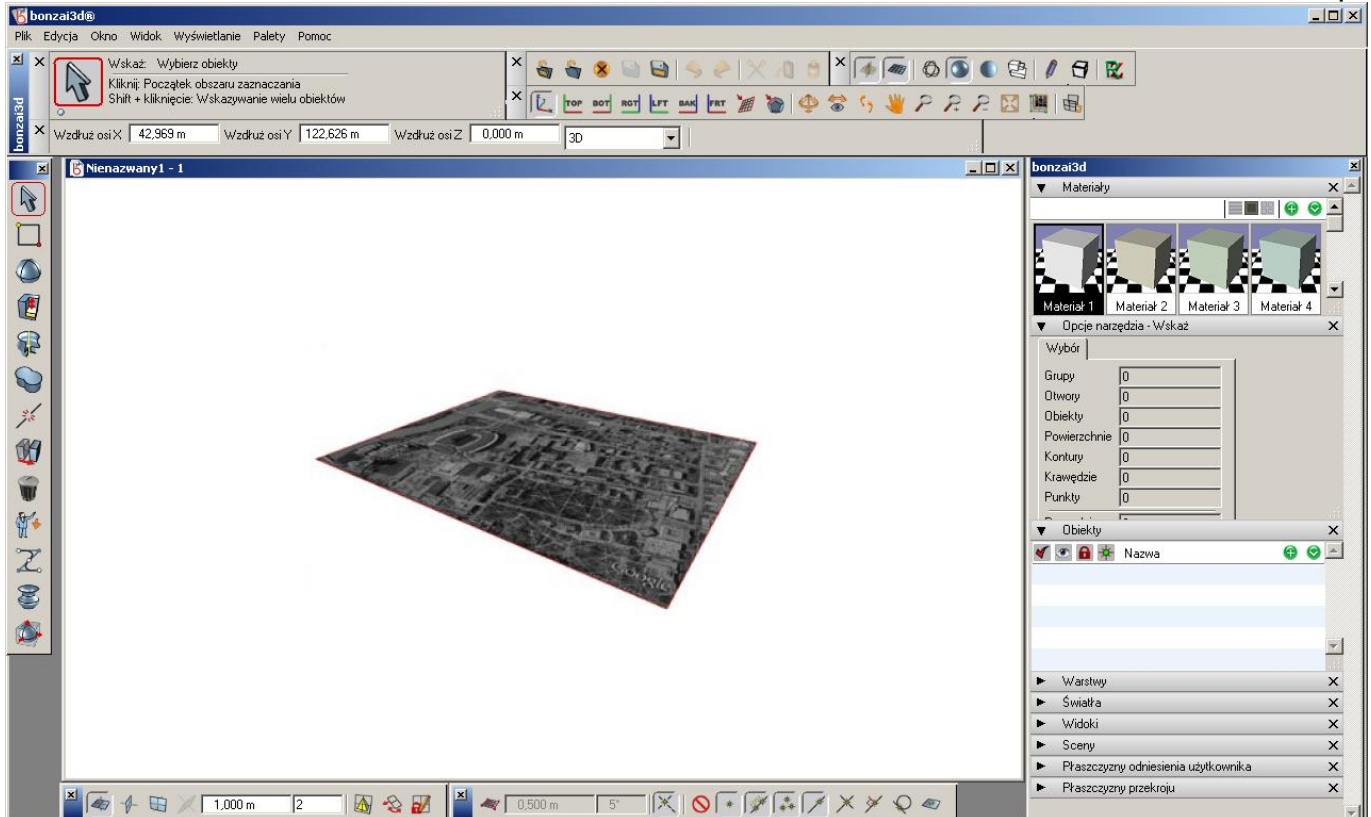 bonzai3d®
Plik Edycja Okno Widok Wyświetlanie Palety Pomoc
Wskaż: Wybierz obiekty
Kliknij: Początek obszaru zaznaczania
Shift + kliknięcie: Wskazywanie wielu obiektów
bonzai3d
TOP BOT RGT LFT BAK FRT
Wzdłuż osi X 42,969 m Wzdłuż osi Y 122,626 m Wzdłuż osi Z 0,000 m 3D
Nienazwany1 - 1
Google
bonzai3d
Materiały
Materiał 1 Materiał 2 Materiał 3 Materiał 4
Opcje narzędzia - Wskaż
Wybór
Grupy 0
Otwory 0
Obiekty 0
Powierzchnie 0
Kontury 0
Krawędzie 0
Punkty 0
Obiekty
Nazwa
Warstwy
Światła
Widoki
Sceny
Płaszczyzny odniesienia użytkownika
Płaszczyzny przekroju
1,000 m 2 0,500 m 5°